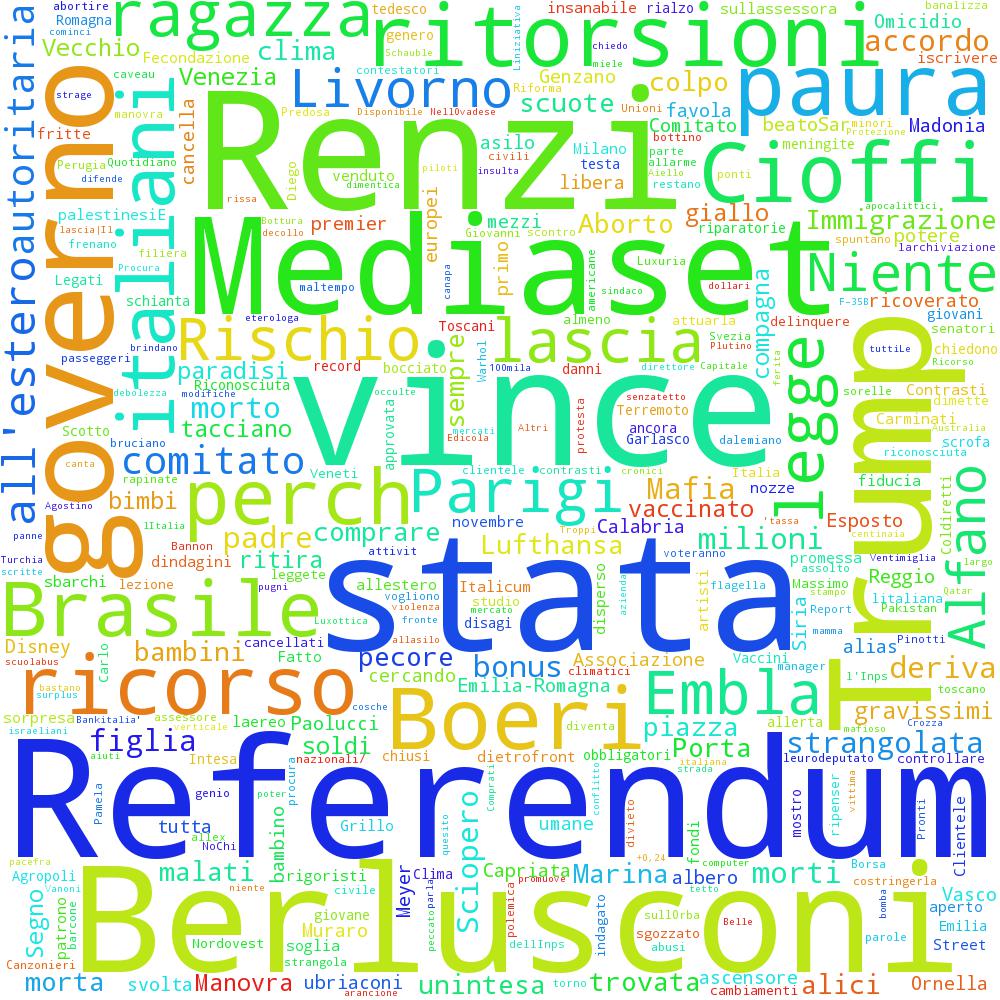 abortire
Romagna
cominci
ragazza
tedesco
genero
Schauble
insanabile
rialzo
sullassessora
banalizza
Omicidio
ritorsioni
accordo
iscrivere
Vecchio
Fecondazione
clima
contestatori
Liniziativa
chiedo
miele
Genzano
colpo
paura
caveau
Venezia
Livorno
Riforma
scuote
favola
strage
manovra
Predosa
Disponibile
NellOvadese
Unioni
Comitato
beatoSar
minori
Protezione
Madonia
fritte
cancella
Renzi
asilo
civili
Milano
testa
bottino
parte
allarme
Aiello
restano
meningite
ponti
Cioffi
all'esteroautoritaria
governo
italiani
Perugia
Quotidiano
difende
Diego
venduto
dimentica
piloti
insulta
libera
rissa
palestinesiE
lascia|Il
frenano
filiera
Bottura
decollo
premier
europei
mezzi
Giovanni
scontro
Aborto
giallo
riparatorie
apocalittici
Immigrazione
spuntano
potere
larchiviazione
Mediaset
Procura
Legati
schianta
maltempo
canapa
primo
americane
sindaco
Luxuria
dollari
compagna
Niente
F-35B
ricoverato
giovani
senatori
passeggeri
brindano
eterologa
Rischio
Toscani
sempre
lascia
almeno
attuarla
delinquere
Svezia
Plutino
legge
tuttiLe
chiedono
Ricorso
debolezza
paradisi
Riconosciuta
modifiche
record
bocciato
occulte
Warhol
100mila
danni
direttore
Capitale
ferita
sorelle
Contrasti
dimette
Trump
Scotto
bruciano
morto
tacciano
vince
approvata
mercati
Edicola
senzatetto
Altri
protesta
Terremoto
ancora
Garlasco
dalemiano
Carminati
Australia
scrofa
riconosciuta
canta
rapinate
comitato
Veneti
clientele
contrasti
cronici
Italia
fiducia
Agostino
bimbi
perch
Parigi
Mafia
nozze
Coldiretti
Alfano
panne
1Italia
padre
comprare
novembre
vaccinato
Calabria
Troppi
'tassa
Esposto
centinaia
milioni
Turchia
scritte
Bannon
dindagini
ritira
attivit
Lufthansa
voteranno
promessa
assolto
Ventimiglia
largo
sbarchi
lezione
leggete
pugni
allestero
Italicum
vogliono
studio
violenza
mercato
disagi
fronte
disperso
azienda
artisti
flagella
Massimo
stampo
Reggio
litaliana
Qatar
Pakistan
Brasile
Luxottica
stata
Siria
Report
mamma
Pinotti
Disney
scuolabus
Carlo
bambini
cancellati
Fatto
pecore
cercando
allasilo
bonus
Associazione
climatici
Vaccini
manager
alias
l'Inps
deriva
toscano
bastano
surplus
ricorso
cosche
Boeri
Emilia-Romagna
diventa
Embla
gravissimi
sorpresa
israeliani
Bankitalia'
assessore
verticale
laereo
Paolucci
piazza
allerta
mafioso
Crozza
figlia
aiuti
Intesa
soldi
nazionali7
chiusi
dietrofront
obbligatori
Porta
italiana
strada
strangolata
leurodeputato
controllare
Referendum
Pamela
genio
poter
procura
Comprati
conflitto
vittima
mostro
ripenser
Pronti
Clientele
tutta
allex
NoChi
bambino
Grillo
quesito
Sciopero
umane
divieto
+0,24
fondi
computer
pacefra
Agropoli
Vanoni
malati
niente
rigoristi
civile
Meyer
Clima
parla
Capriata
promuove
Marina
albero
tetto
morti
Borsa
costringerla
Segno
patrono
barcone
Berlusconi
Nordovest
giovane
Muraro
soglia
strangola
peccato
polemica
dellInps
indagato
sullOrba
sgozzato
abusi
Belle
bomba
parole
Vasco
aperto
Emilia
Street
Canzonieri
morta
svolta
Manovra
ubriaconi
arancione
unintesa
torno
trovata
ascensore
cambiamenti
alici
Ornella